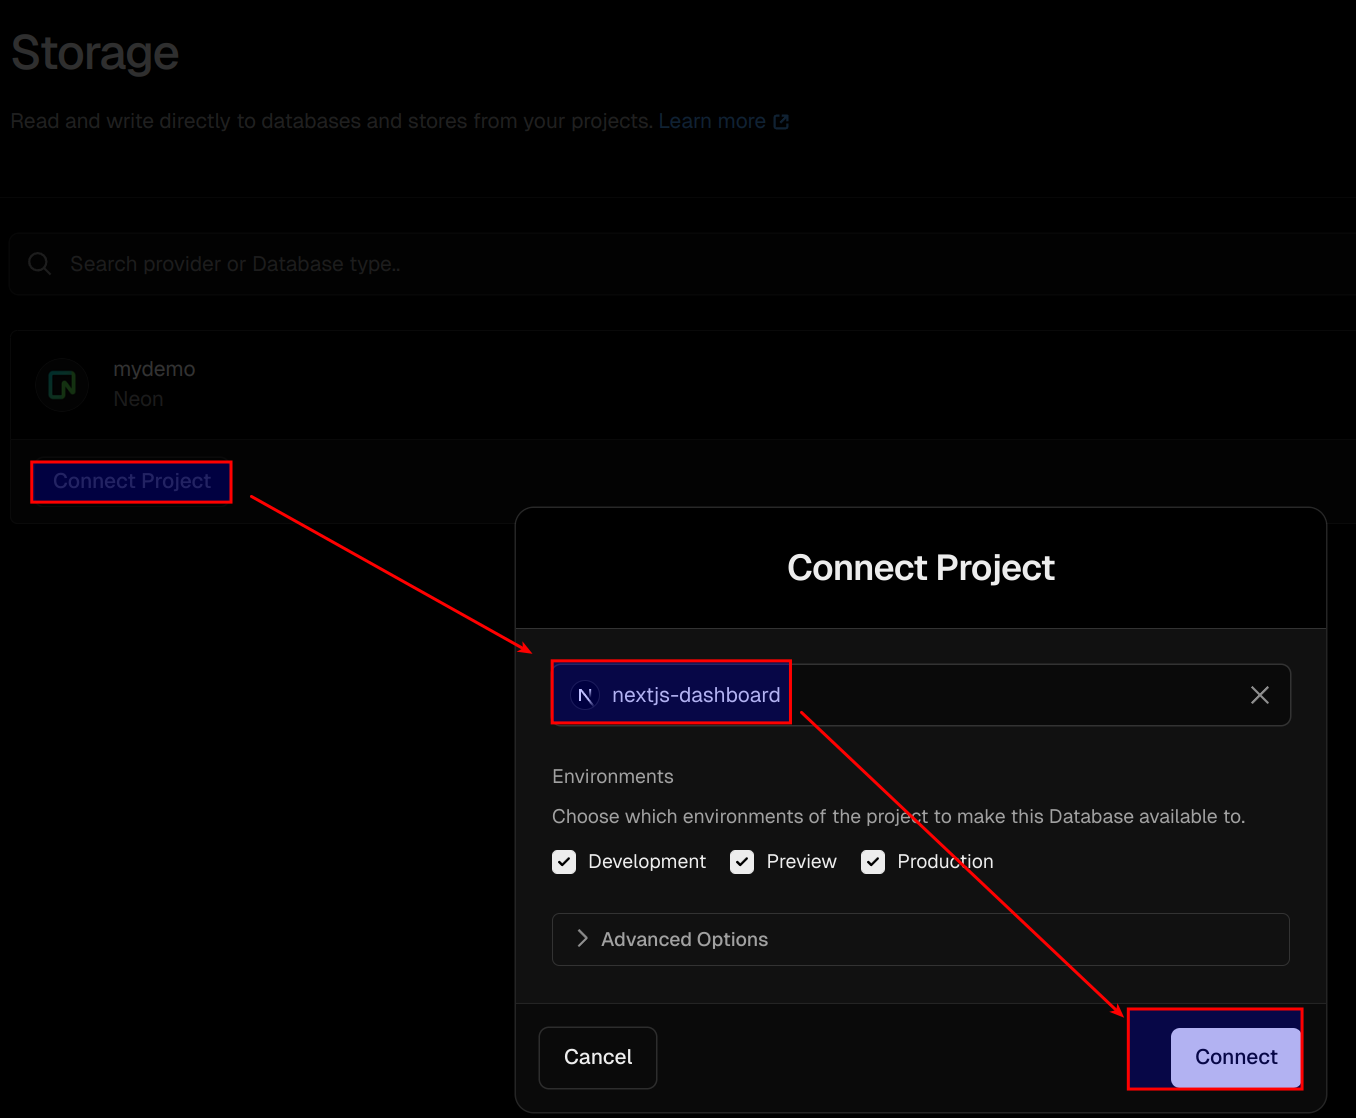 Storage
Read and write directly to databases and stores from your projects. Learn more
Search provider or Database type..
mydemo
Neon
Connect Project
Connect Project
nextjs-dashboard
Environments
Choose which environments of the project to make this Database available to.
Development Preview Production
Advanced Options
Cancel Connect